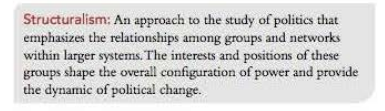 Structuralism: An approach to the study of politics that
emphasizes the relationships among groups and networks
within larger systems. The interests and positions of these
groups shape the overall configuration of power and provide
the dynamic of political change.